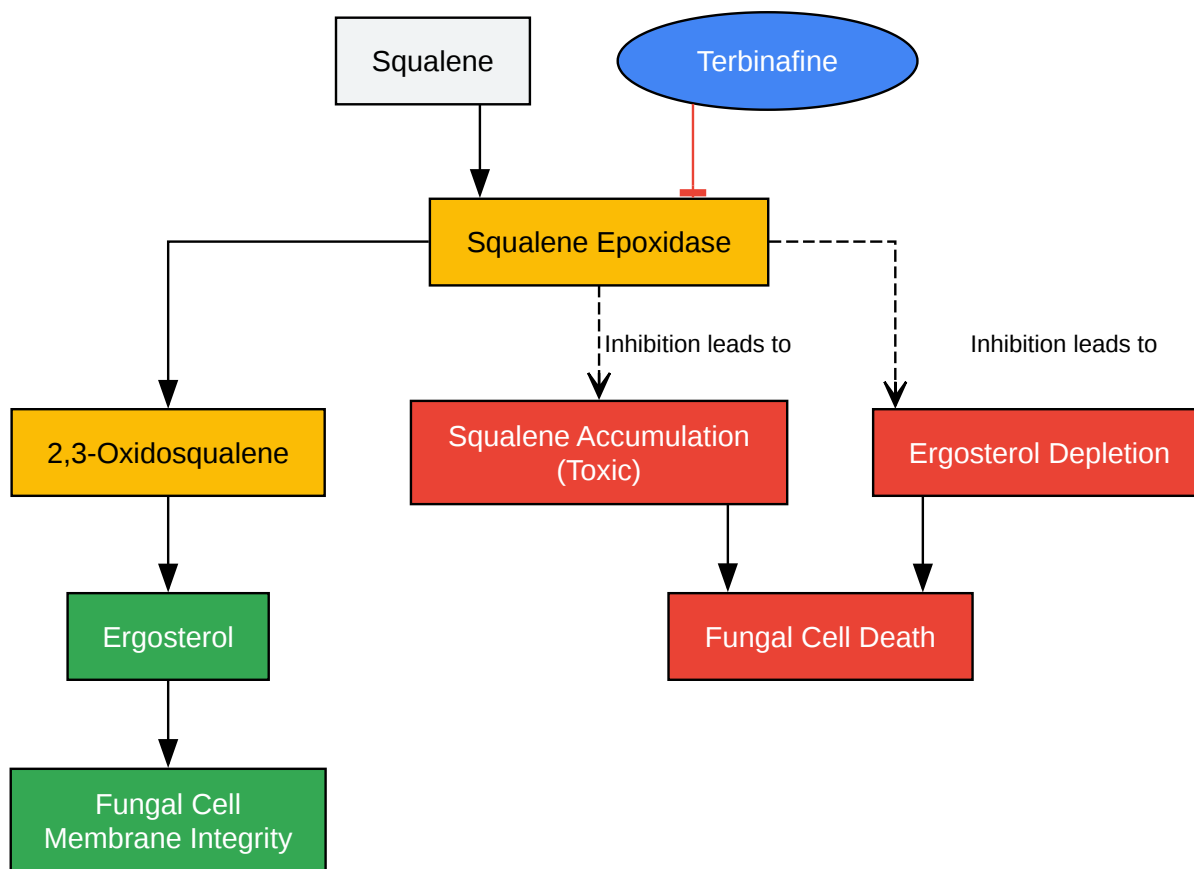 Squalene
Terbinafine
Squalene Epoxidase
Inhibition leads to
Inhibition leads to
2,3-Oxidosqualene
Squalene Accumulation
(Toxic)
Ergosterol Depletion
Ergosterol
Fungal Cell Death
Fungal Cell
Membrane Integrity